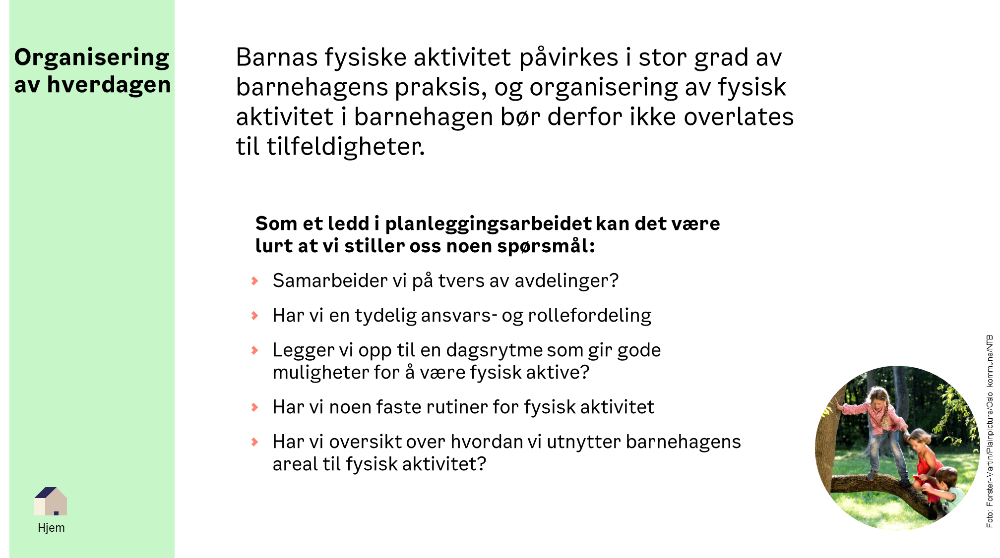 Organisering
av hverdagen
Barnas fysiske aktivitet påvirkes i stor grad av
barnehagens praksis, og organisering av fysisk
aktivitet i barnehagen bør derfor ikke overlates
til tilfeldigheter.
Som et ledd i planleggingsarbeidet kan det være
lurt at vi stiller oss noen spørsmål:
Samarbeider vi på tvers av avdelinger?
Har vi en tydelig ansvars- og rollefordeling
Legger vi opp til en dagsrytme som gir gode
muligheter for å være fysisk aktive?
Har vi noen faste rutiner for fysisk aktivitet
Har vi oversikt over hvordan vi utnytter barnehagens
areal til fysisk aktivitet?
Hjem
Foto: Forster-Martin/Plainpicture/Oslo kommune/NTB